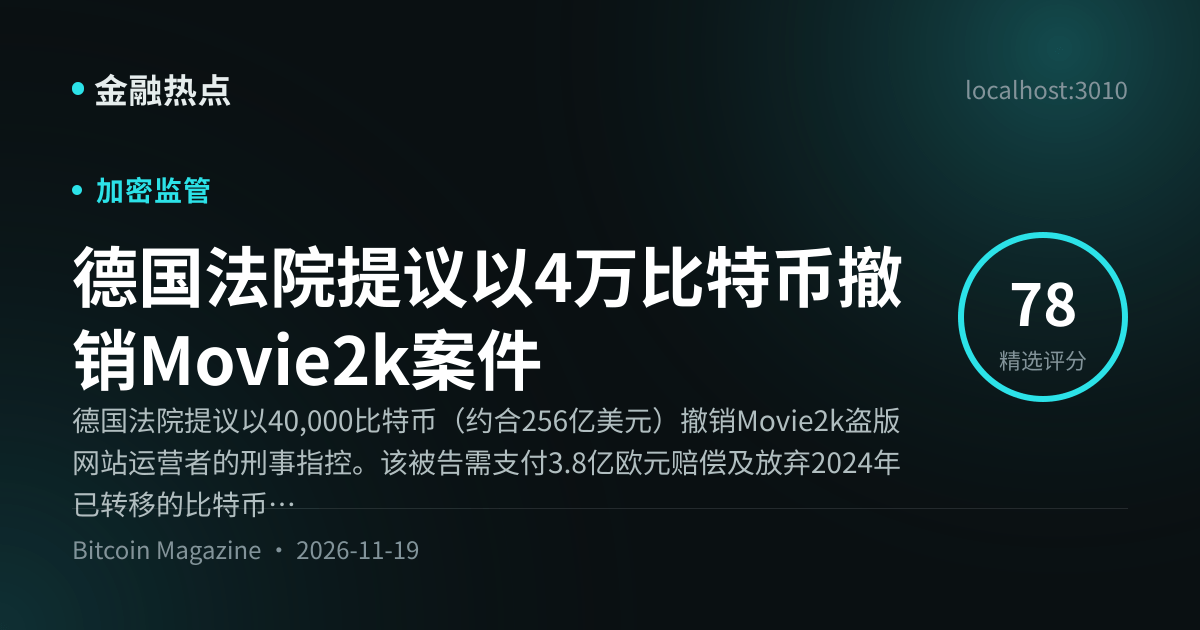 金融热点
localhost:3010
加密监管
德国法院提议以4万比特币撤
销Movie2k案件
78
精选评分
德国法院提议以40,000比特币（约合256亿美元）撤销Movie2k盗版
网站运营者的刑事指控。该被告需支付3.8亿欧元赔偿及放弃2024年
已转移的比特币…
Bitcoin Magazine · 2026-11-19